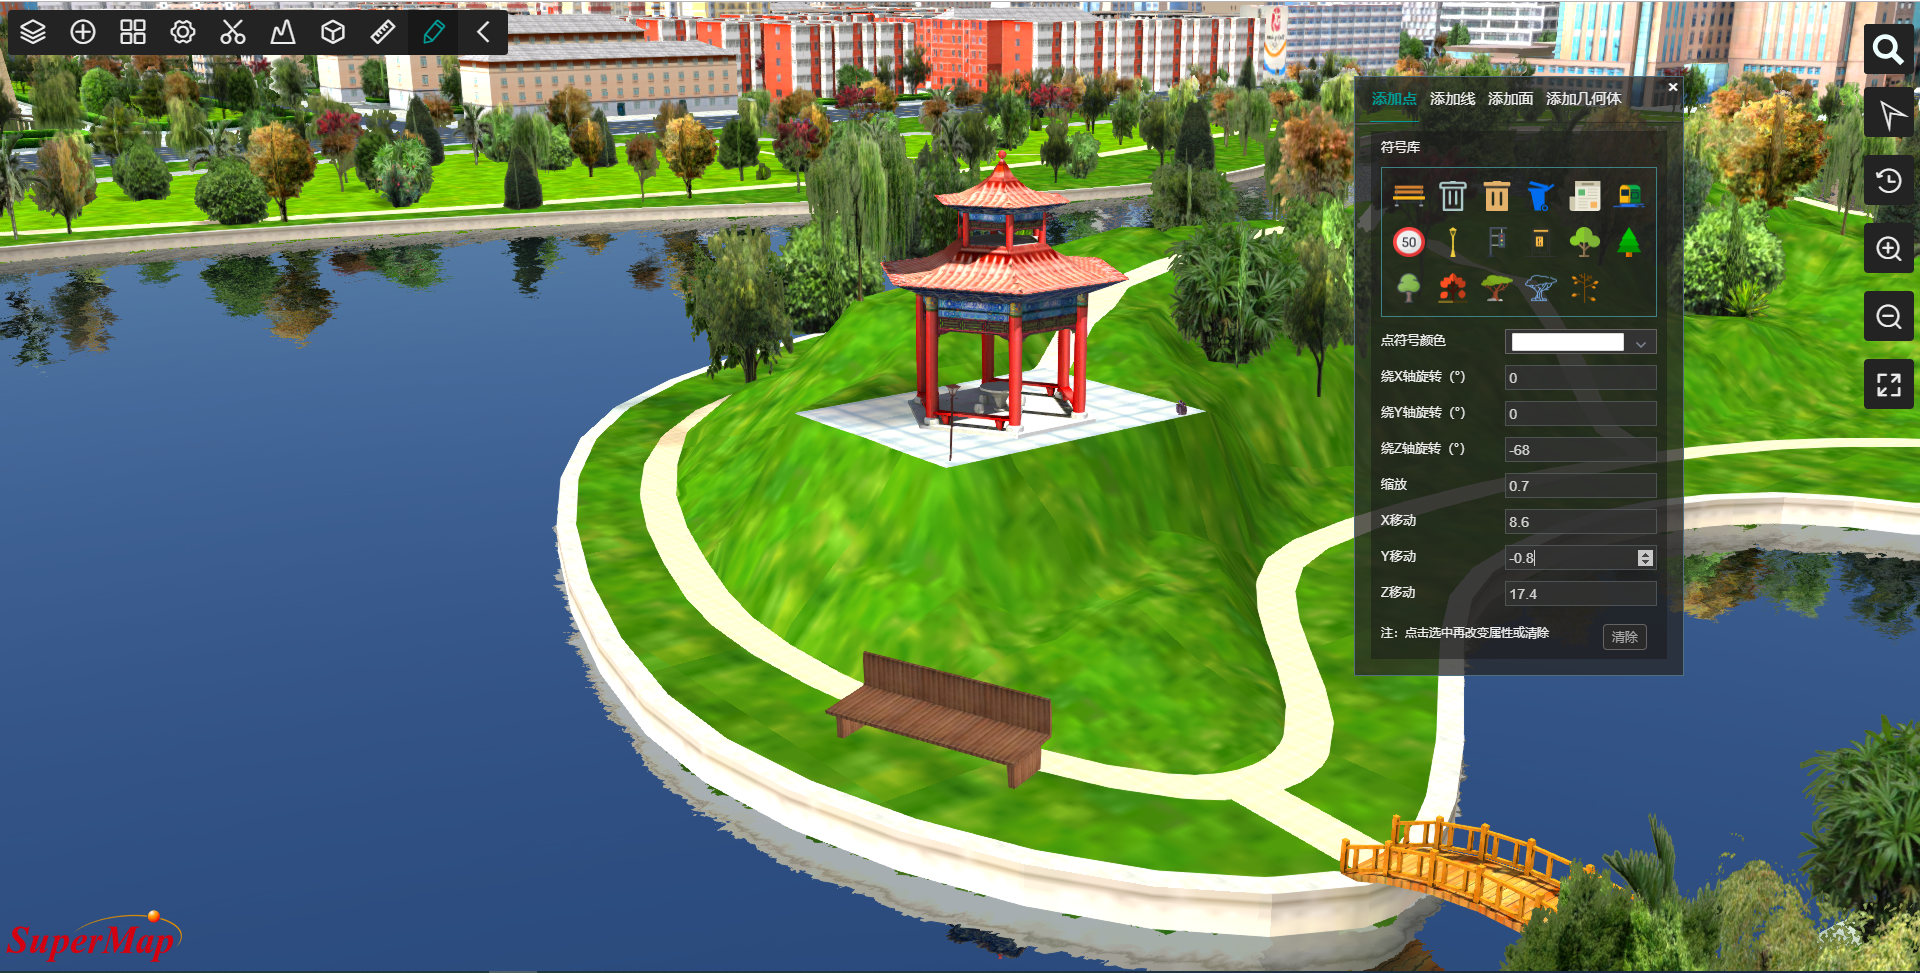 添加点 添加线 添加面 添加几何体
×
符号库
50
点符号颜色
绕X轴旋转（°） 0
绕Y轴旋转（°） 0
绕Z轴旋转（°） -68
缩放 0.7
X移动 8.6
Y移动 -0.8
Z移动 17.4
注：点击选中再改变属性或清除 清除
SuperMap